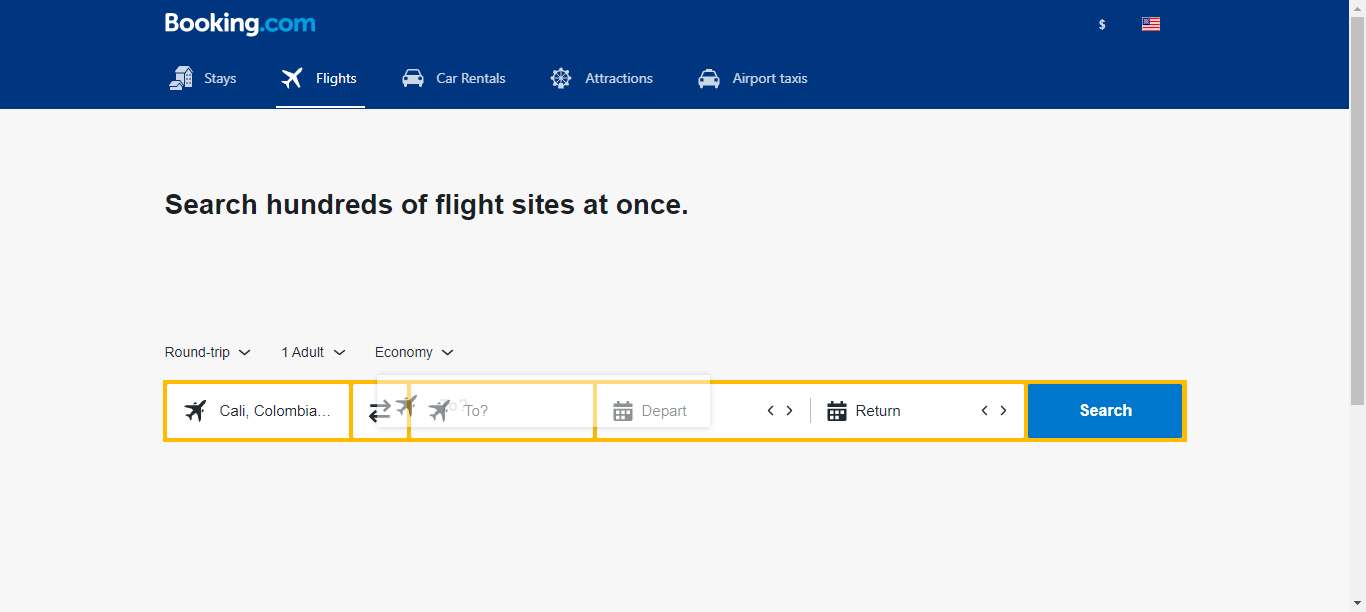 Booking.com
$
Stays Flights Car Rentals Attractions Airport taxis
Search hundreds of flight sites at once.
Round-trip 1 Adult Economy
Cali, Colombia... To? To? Depart Return Search